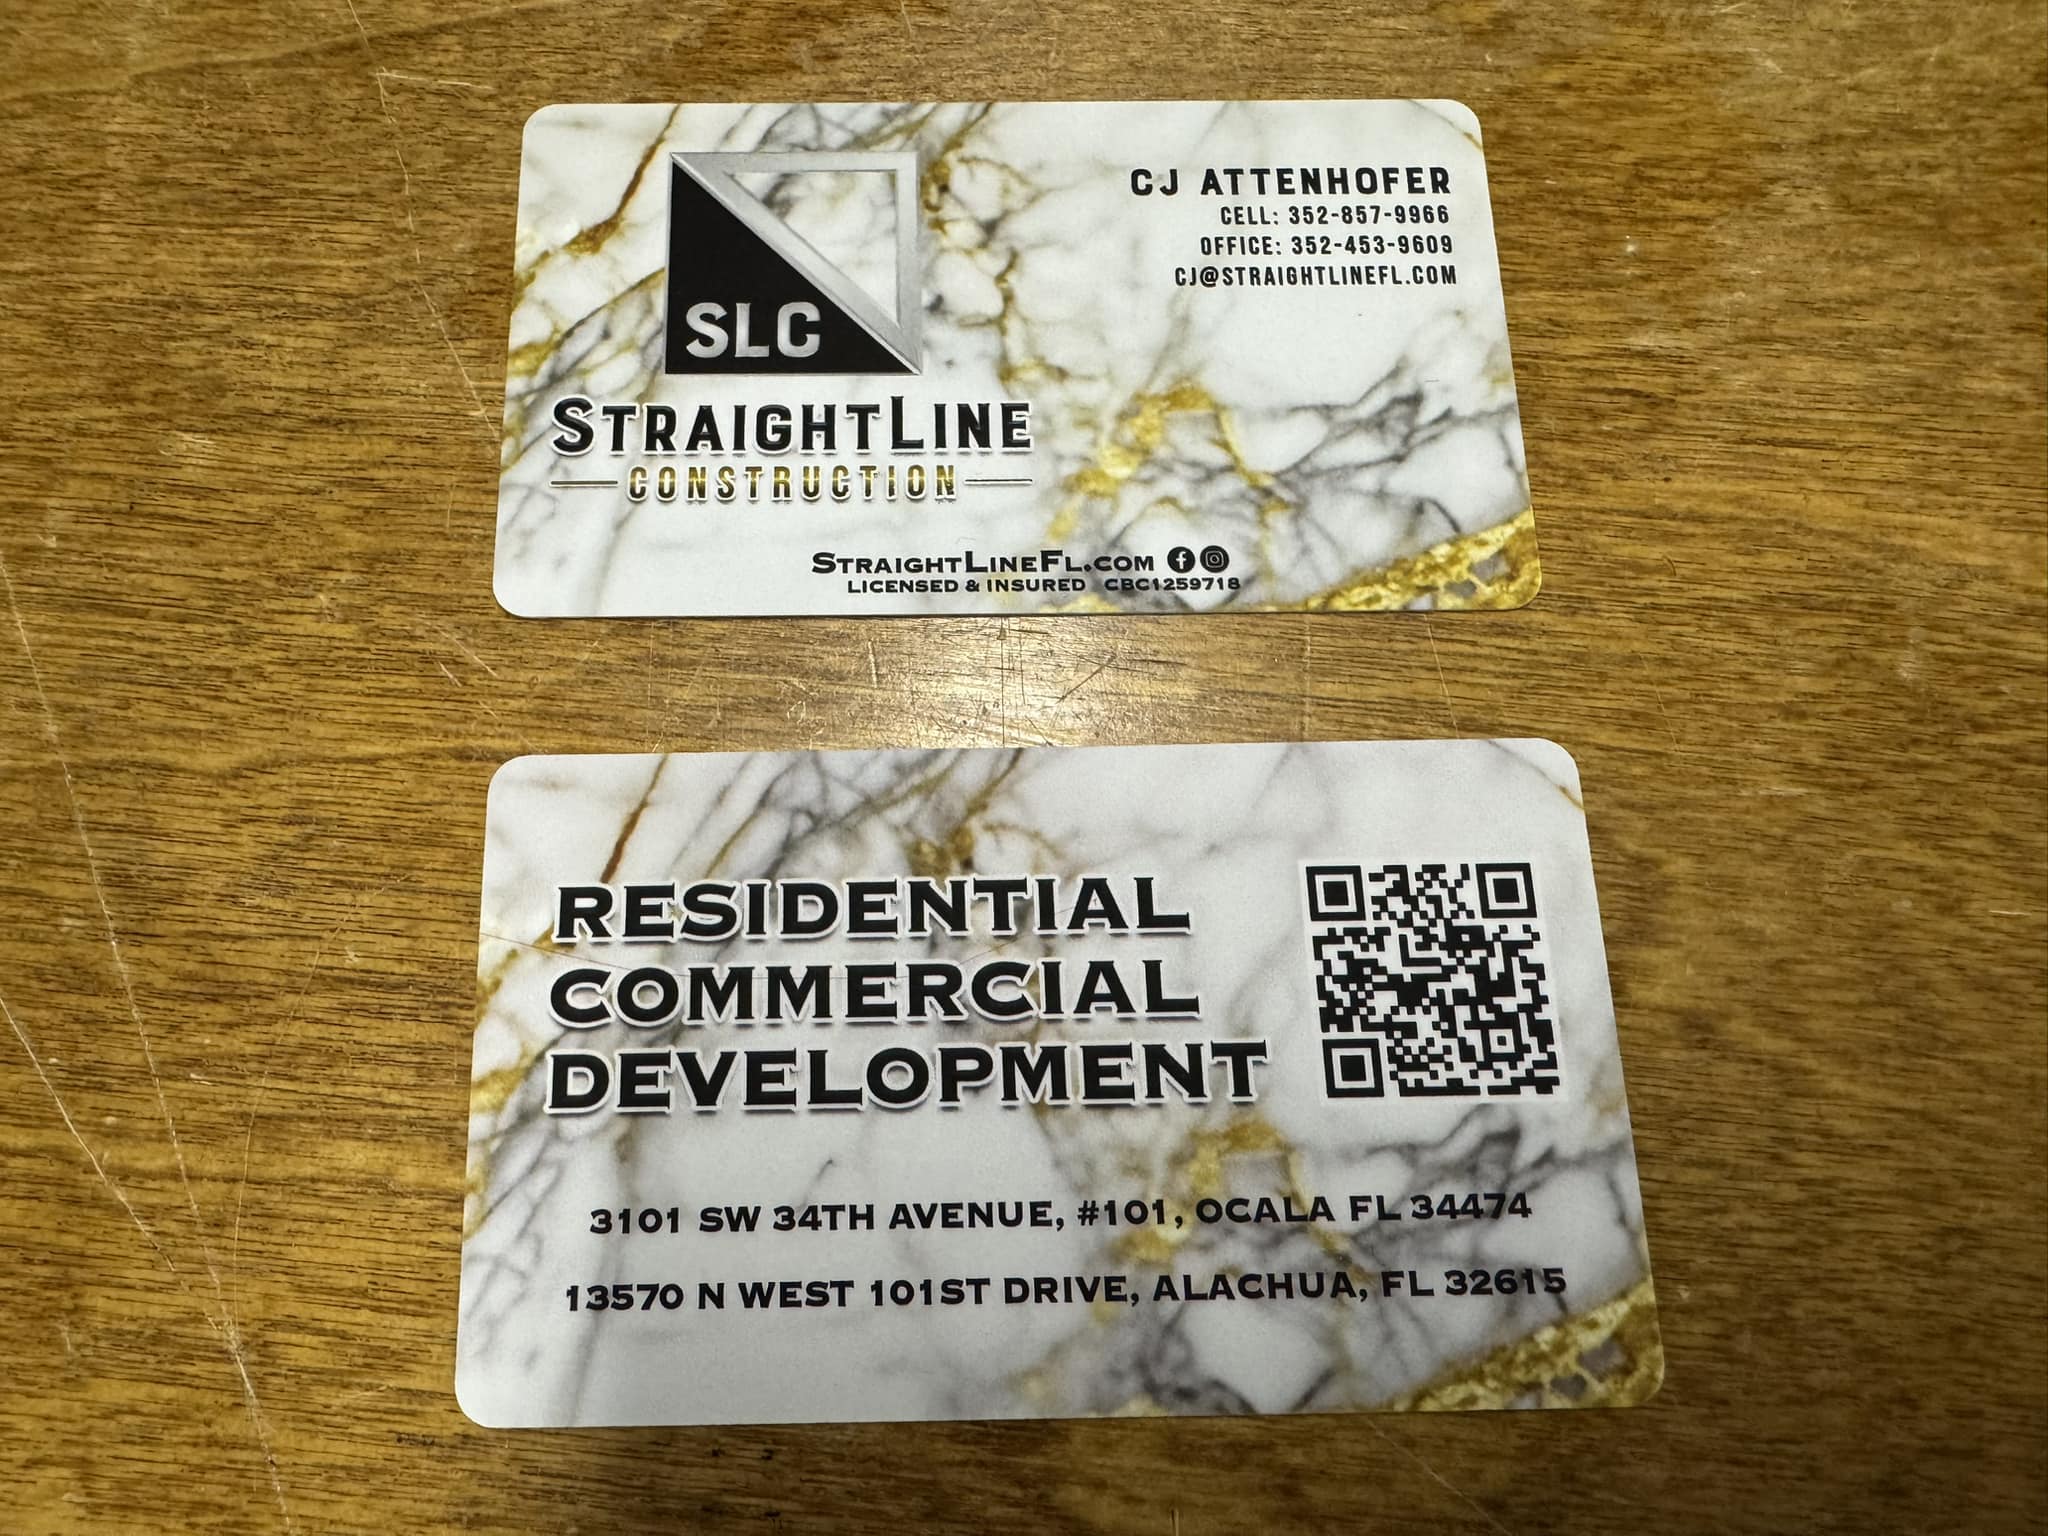 SLC
STRAIGHTLINE
CONSTRUCTION
CJ ATTENHOFER
CELL: 352-857-9966
OFFICE: 352-453-9609
CJ@STRAIGHTLINEFL.COM
STRAIGHTLINEFL.COM
LICENSED & INSURED CBC1259718
RESIDENTIAL
COMMERCIAL
DEVELOPMENT
3101 SW 34TH AVENUE, #101, OCALA FL 34474
13570 N WEST 101ST DRIVE, ALACHUA, FL 32615